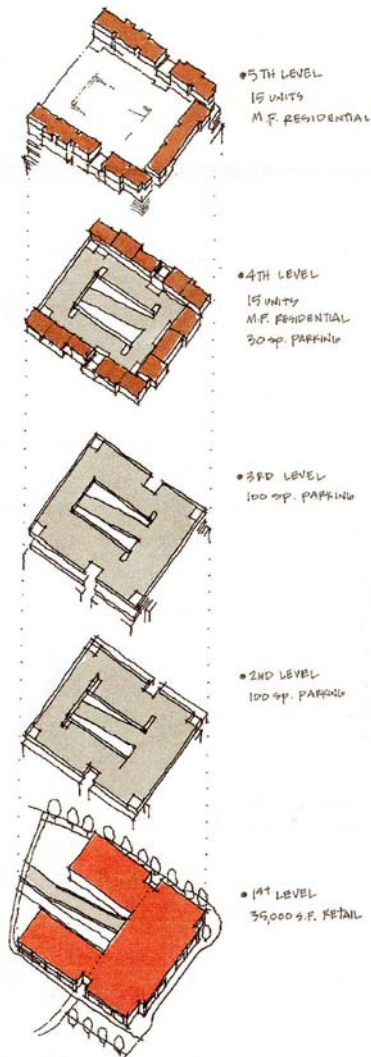 • 5TH LEVEL
15 UNITS
M.F. RESIDENTIAL
• 4TH LEVEL
15 UNITS
M.F. RESIDENTIAL
30 sp. PARKING
• 3RD LEVEL
100 sp. PARKING
• 2ND LEVEL
100 sp. PARKING
• 1ST LEVEL
35,000 S.F. RETAIL